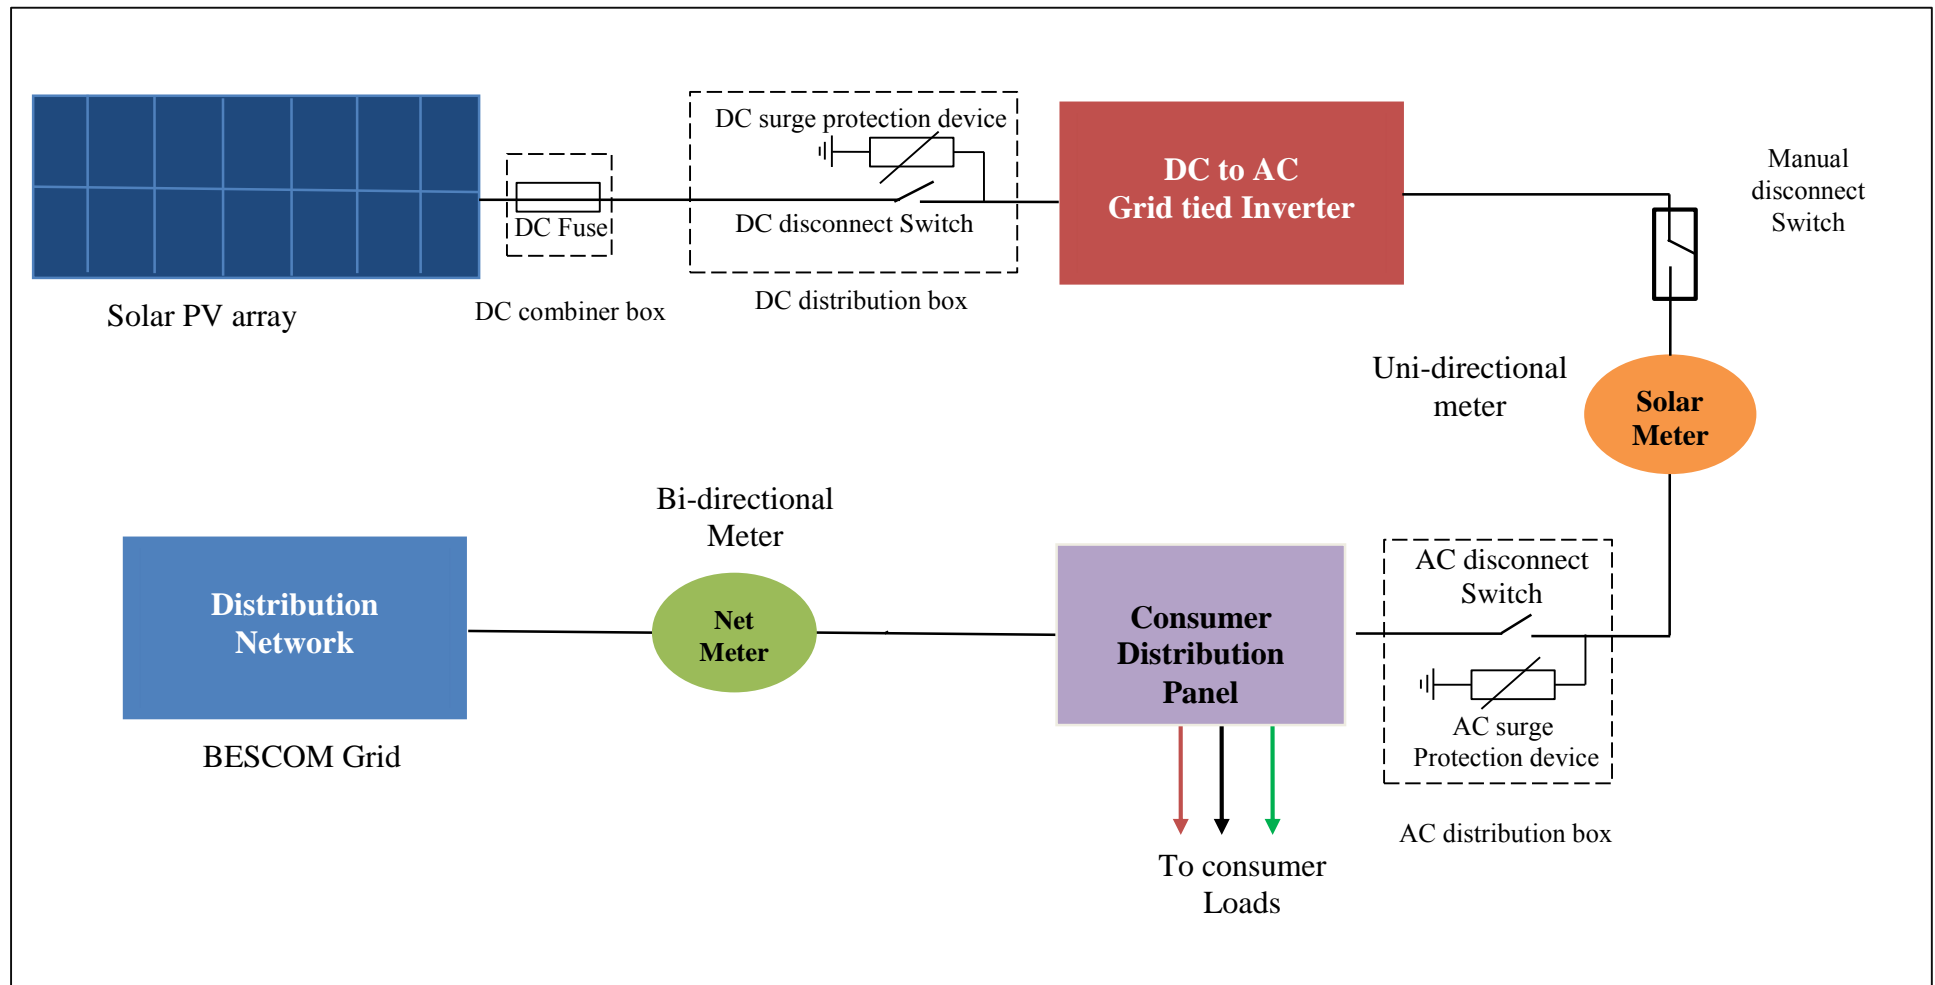 DC surge protection device
DC to AC
Grid tied Inverter
Manual
disconnect
Switch
DC Fuse
DC disconnect Switch
Solar PV array
DC combiner box
DC distribution box
Uni-directional
meter
Solar
Meter
Bi-directional
Meter
Distribution
Network
Net
Meter
Consumer
Distribution
Panel
AC disconnect
Switch
AC surge
Protection device
BESCOM Grid
AC distribution box
To consumer
Loads